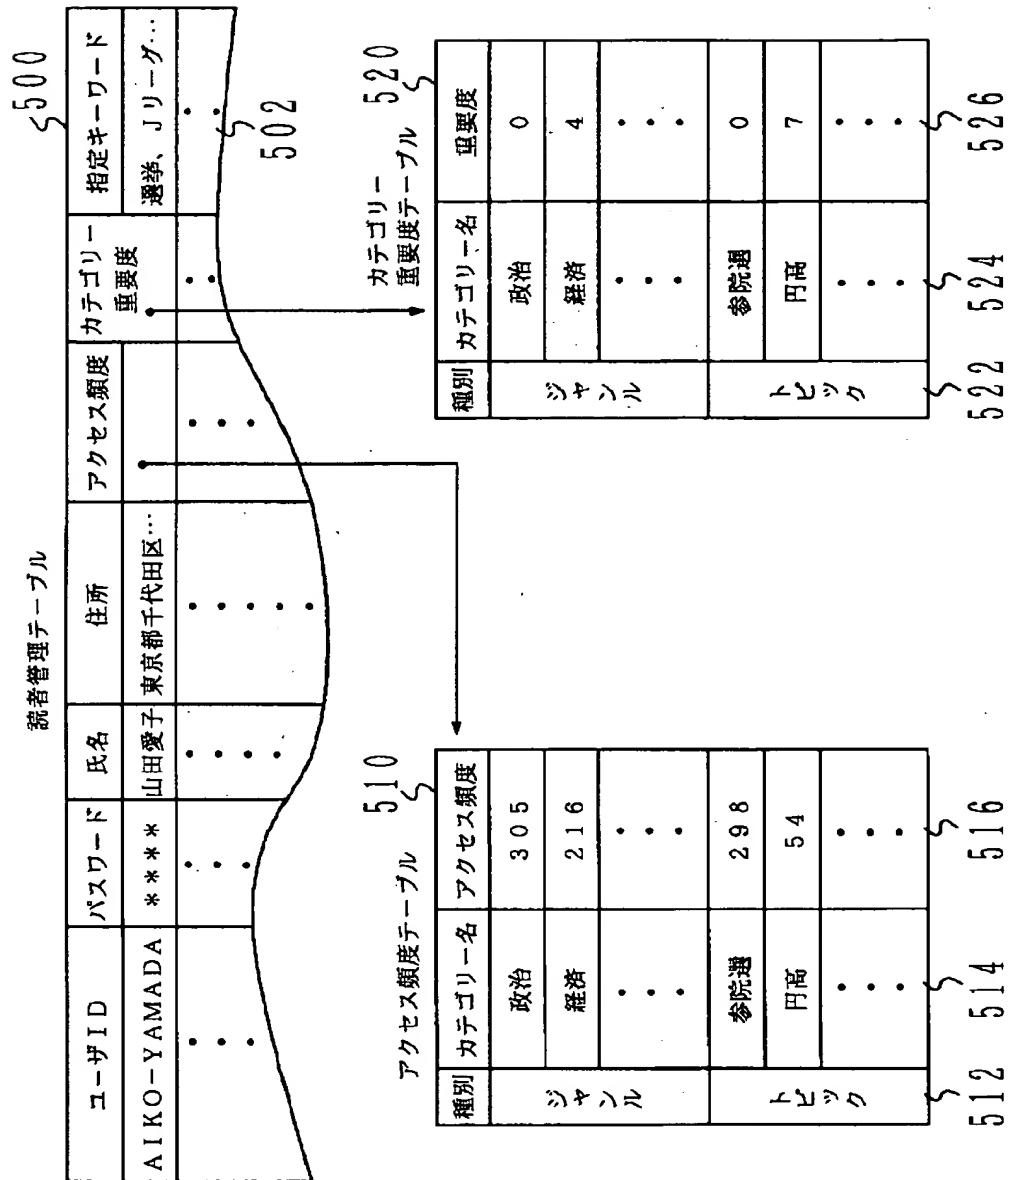 読者管理テーブル
500
ユーザID パスワード 氏名 住所 アクセス頻度 カテゴリー重要度 指定キーワード
AIKO-YAMADA **** 山田愛子 東京都千代田区… 選挙、Jリーグ…
502
アクセス頻度テーブル
510
種別 カテゴリー名 アクセス頻度
ジャンル
政治 305
経済 216
トピック
参院選 298
円高 54
512 514 516
カテゴリー
重要度テーブル
520
種別 カテゴリー名 重要度
ジャンル
政治 0
経済 4
トピック
参院選 0
円高 7
522 524 526